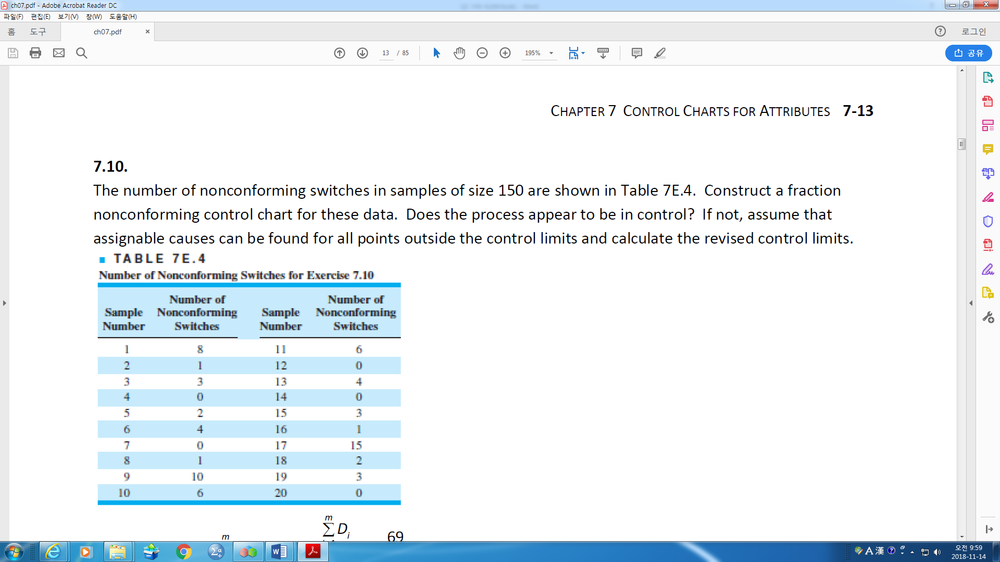 ch07.pdf - Adobe Acrobat Reader DC
파일(F) 편집(E) 보기(V) 창(W) 도움말(H)
홈 도구 ch07.pdf × ? 로그인
13 / 85 195% 공유
CHAPTER 7 CONTROL CHARTS FOR ATTRIBUTES 7-13
7.10.
The number of nonconforming switches in samples of size 150 are shown in Table 7E.4. Construct a fraction
nonconforming control chart for these data. Does the process appear to be in control? If not, assume that
assignable causes can be found for all points outside the control limits and calculate the revised control limits.
TABLE 7E.4
Number of Nonconforming Switches for Exercise 7.10
Number of Number of
Sample Nonconforming Sample Nonconforming
Number Switches Number Switches
1 8 11 6
2 1 12 0
3 3 13 4
4 0 14 0
5 2 15 3
6 4 16 1
7 0 17 15
8 1 18 2
9 10 19 3
10 6 20 0
m
∑ D i
m 69
A 漢 ? 오전 9:59
2018-11-14